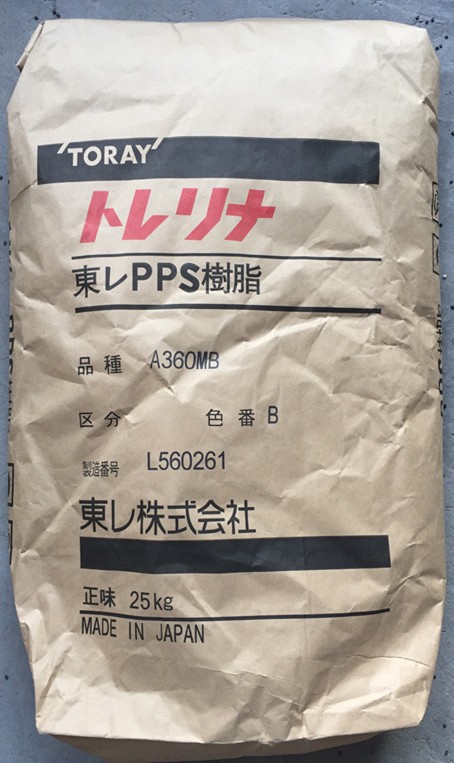 TORAY
トレリナ
東レPPS樹脂
品種 A360MB
区分 色番 B
製造番号 L560261
東レ株式会社
正味 25kg
MADE IN JAPAN